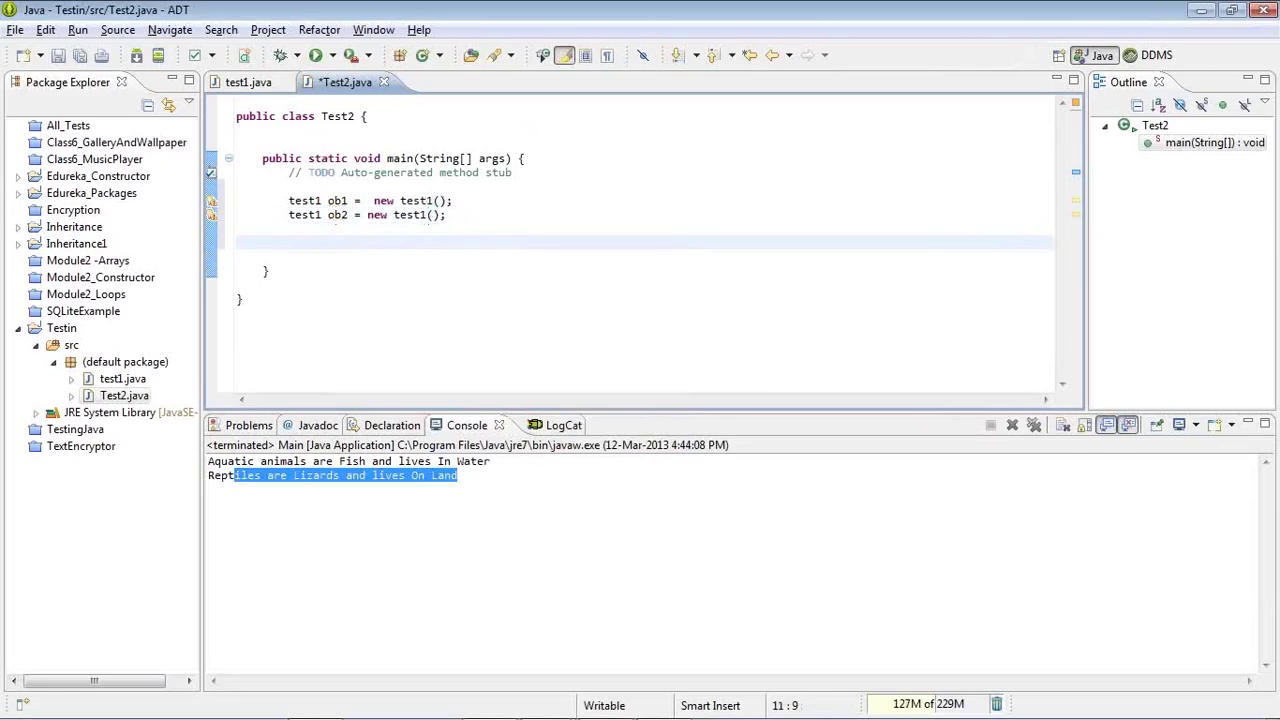 Java - Testin/src/Test2.java - ADT
File Edit Run Source Navigate Search Project Refactor Window Help
Java DDMS
Package Explorer
All_Tests
Class6_GalleryAndWallpaper
Class6_MusicPlayer
Edureka_Constructor
Edureka_Packages
Encryption
Inheritance
Inheritance1
Module2 -Arrays
Module2_Constructor
Module2_Loops
SQLiteExample
Testin
src
(default package)
test1.java
Test2.java
JRE System Library [JavaSE-
TestingJava
TextEncryptor
test1.java *Test2.java
public class Test2 {
public static void main(String[] args) {
// TODO Auto-generated method stub
test1 ob1 =  new test1();
test1 ob2 = new test1();
}
}
Outline
Test2
main(String[]) : void
Problems @ Javadoc Declaration Console LogCat
<terminated> Main [Java Application] C:\Program Files\Java\jre7\bin\javaw.exe (12-Mar-2013 4:44:08 PM)
Aquatic animals are Fish and lives In Water
Reptiles are Lizards and lives On Land
Writable Smart Insert 11 : 9 127M of 229M